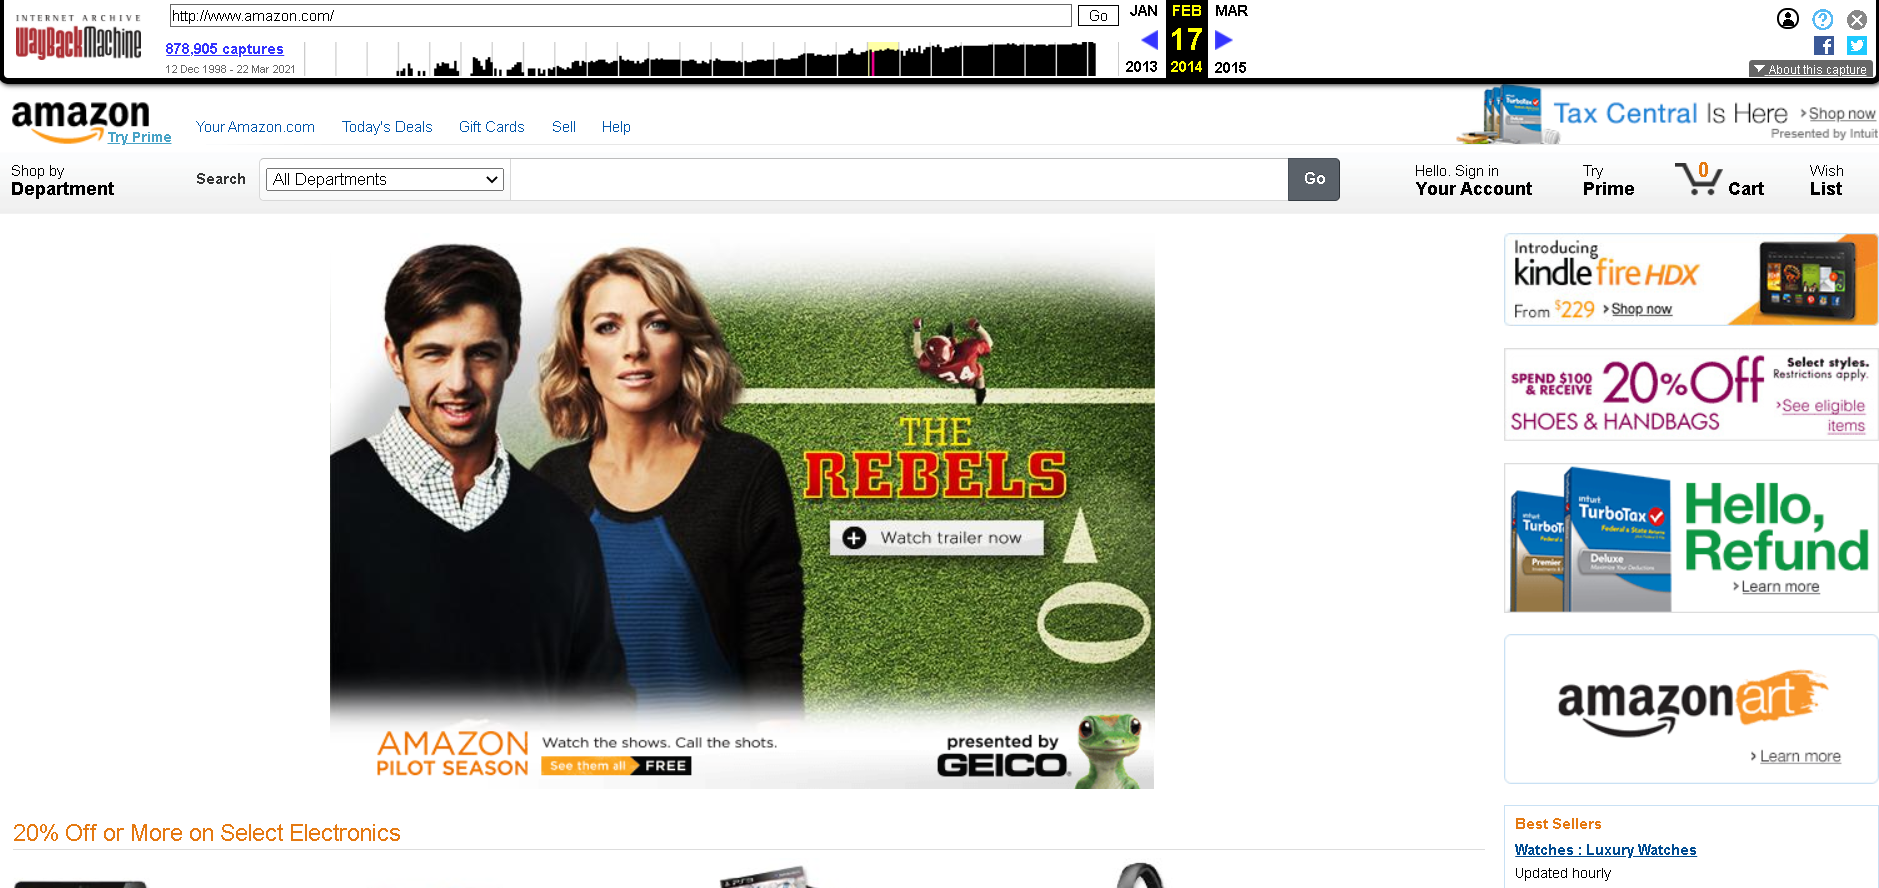 INTERNET ARCHIVE
WayBackMachine
http://www.amazon.com/
Go
JAN
FEB
MAR
878,905 captures
17
12 Dec 1998 - 22 Mar 2021
2013
2014
2015
About this capture
amazon
Try Prime
Your Amazon.com
Today's Deals
Gift Cards
Sell
Help
TurboTax
Tax Central Is Here
Shop now
Presented by Intuit
Shop by
Department
Search
All Departments
Go
Hello. Sign in
Your Account
Try
Prime
0
Cart
Wish
List
34
THE
REBELS
Watch trailer now
AMAZON
PILOT SEASON
Watch the shows. Call the shots.
See them all
FREE
presented by
GEICO
Introducing
kindle fire HDX
From $229
Shop now
SPEND $100
& RECEIVE
20% Off
SHOES & HANDBAGS
Select styles.
Restrictions apply.
See eligible
items
intuit
TurboTax
Deluxe
Premier
Hello,
Refund
Learn more
amazonart
Learn more
20% Off or More on Select Electronics
Best Sellers
Watches : Luxury Watches
Updated hourly
PS3